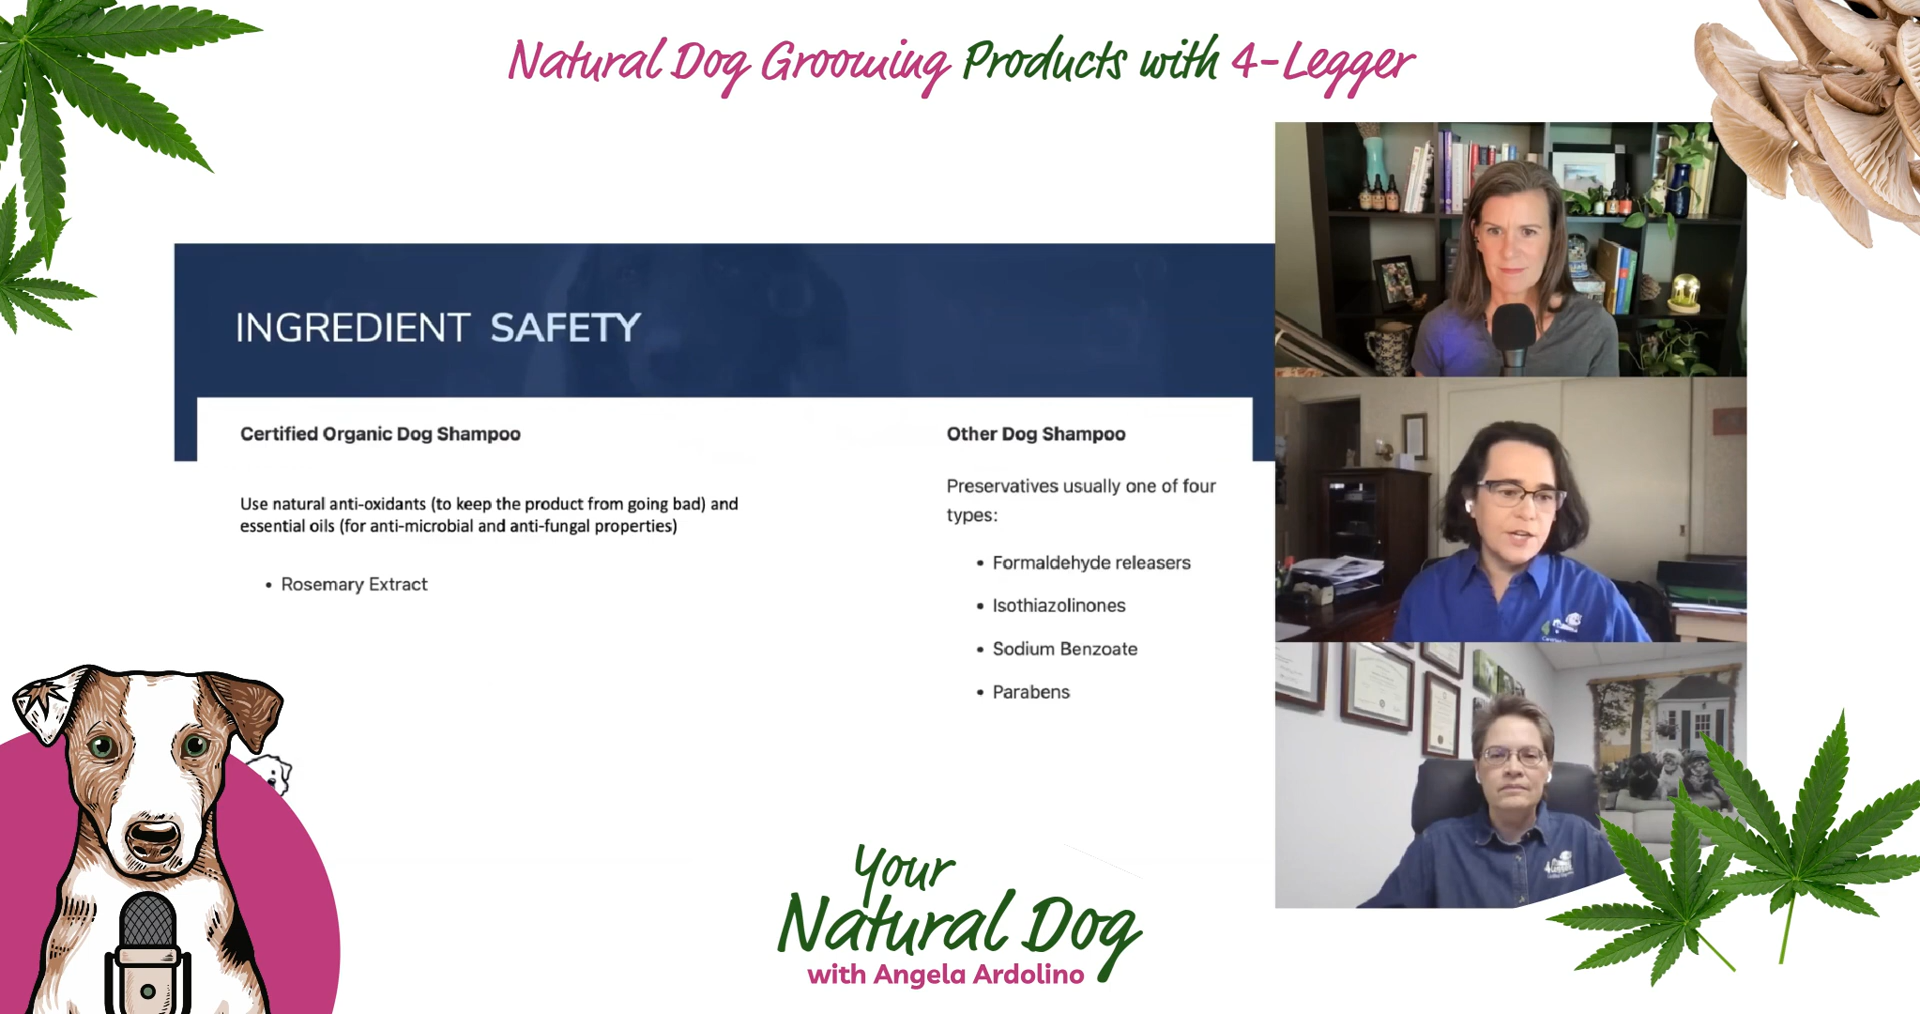 Natural Dog Grooming Products with 4-Legger
INGREDIENT SAFETY
Certified Organic Dog Shampoo
Use natural anti-oxidants (to keep the product from going bad) and
essential oils (for anti-microbial and anti-fungal properties)
• Rosemary Extract
Other Dog Shampoo
Preservatives usually one of four
types:
• Formaldehyde releasers
• Isothiazolinones
• Sodium Benzoate
• Parabens
Your
Natural Dog
with Angela Ardolino